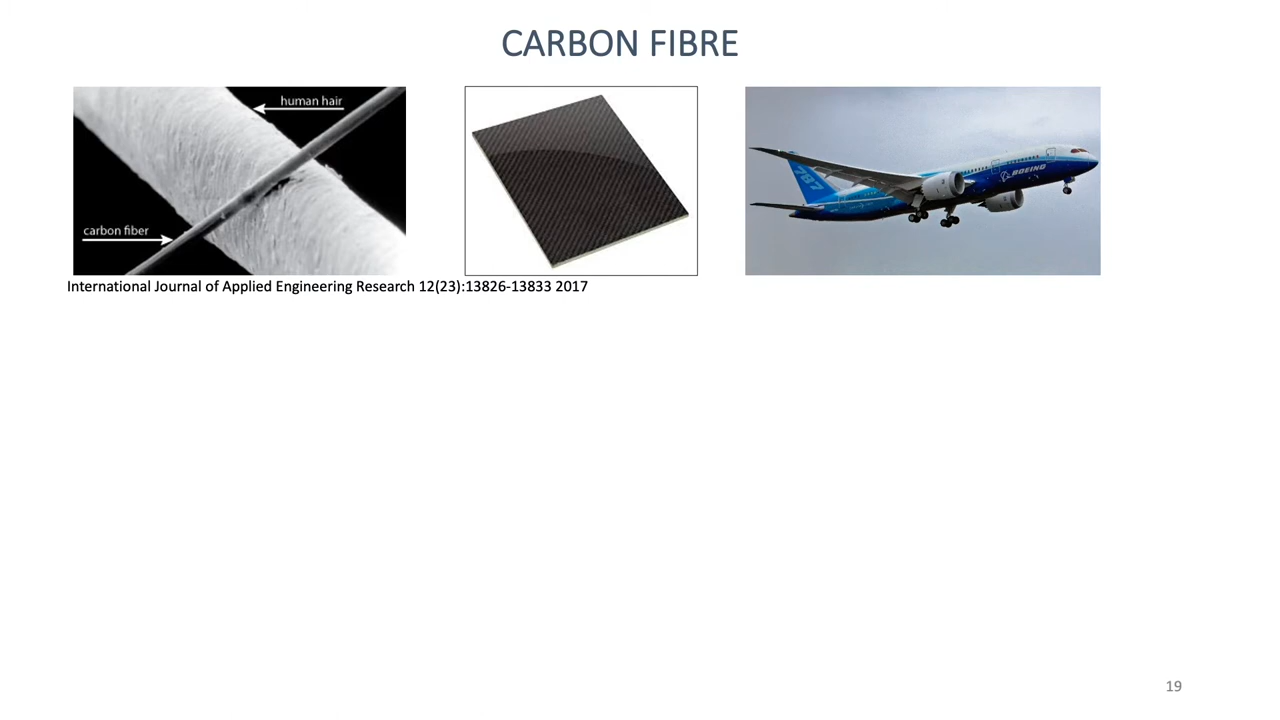 CARBON FIBRE
human hair
carbon fiber
787
BOEING
International Journal of Applied Engineering Research 12(23):13826-13833 2017
19